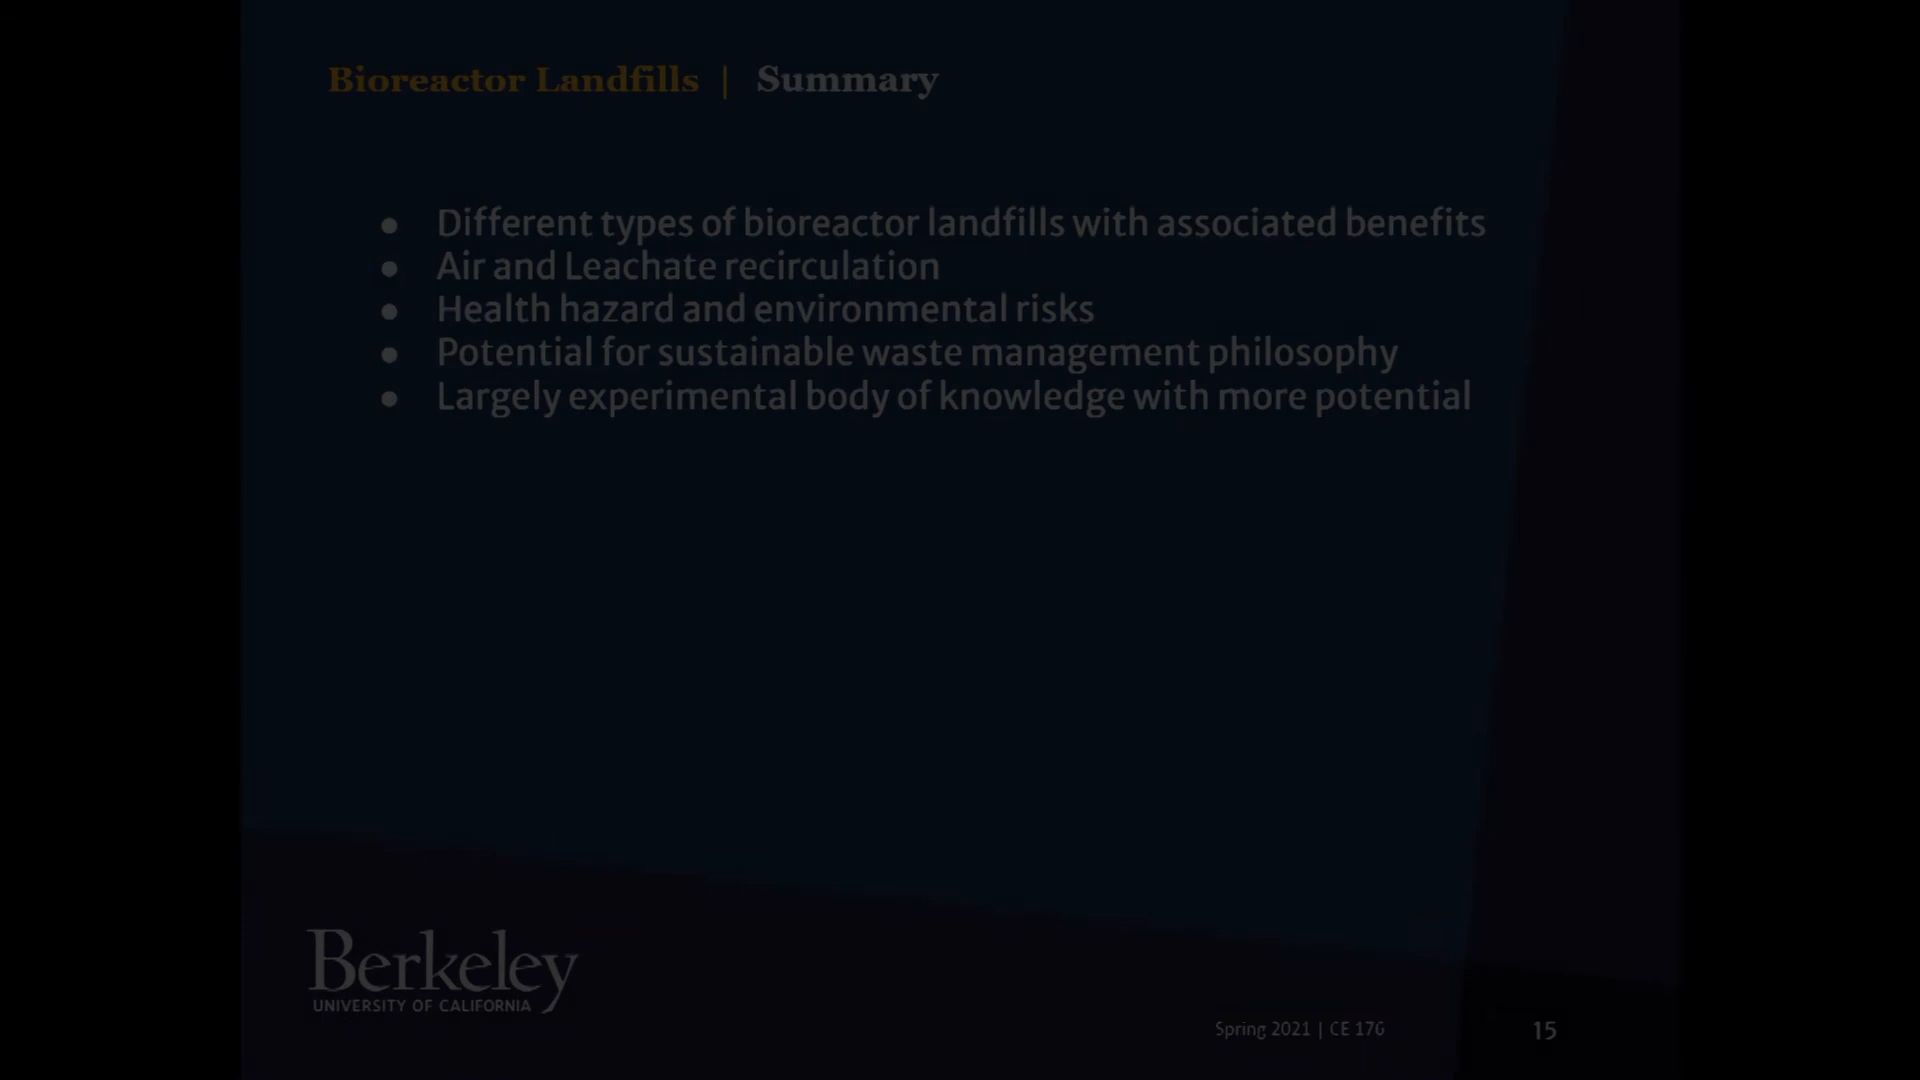 Bioreactor Landfills | Summary
● Different types of bioreactor landfills with associated benefits
● Air and Leachate recirculation
● Health hazard and environmental risks
● Potential for sustainable waste management philosophy
● Largely experimental body of knowledge with more potential
Berkeley
UNIVERSITY OF CALIFORNIA
Spring 2021 | CE 176
15